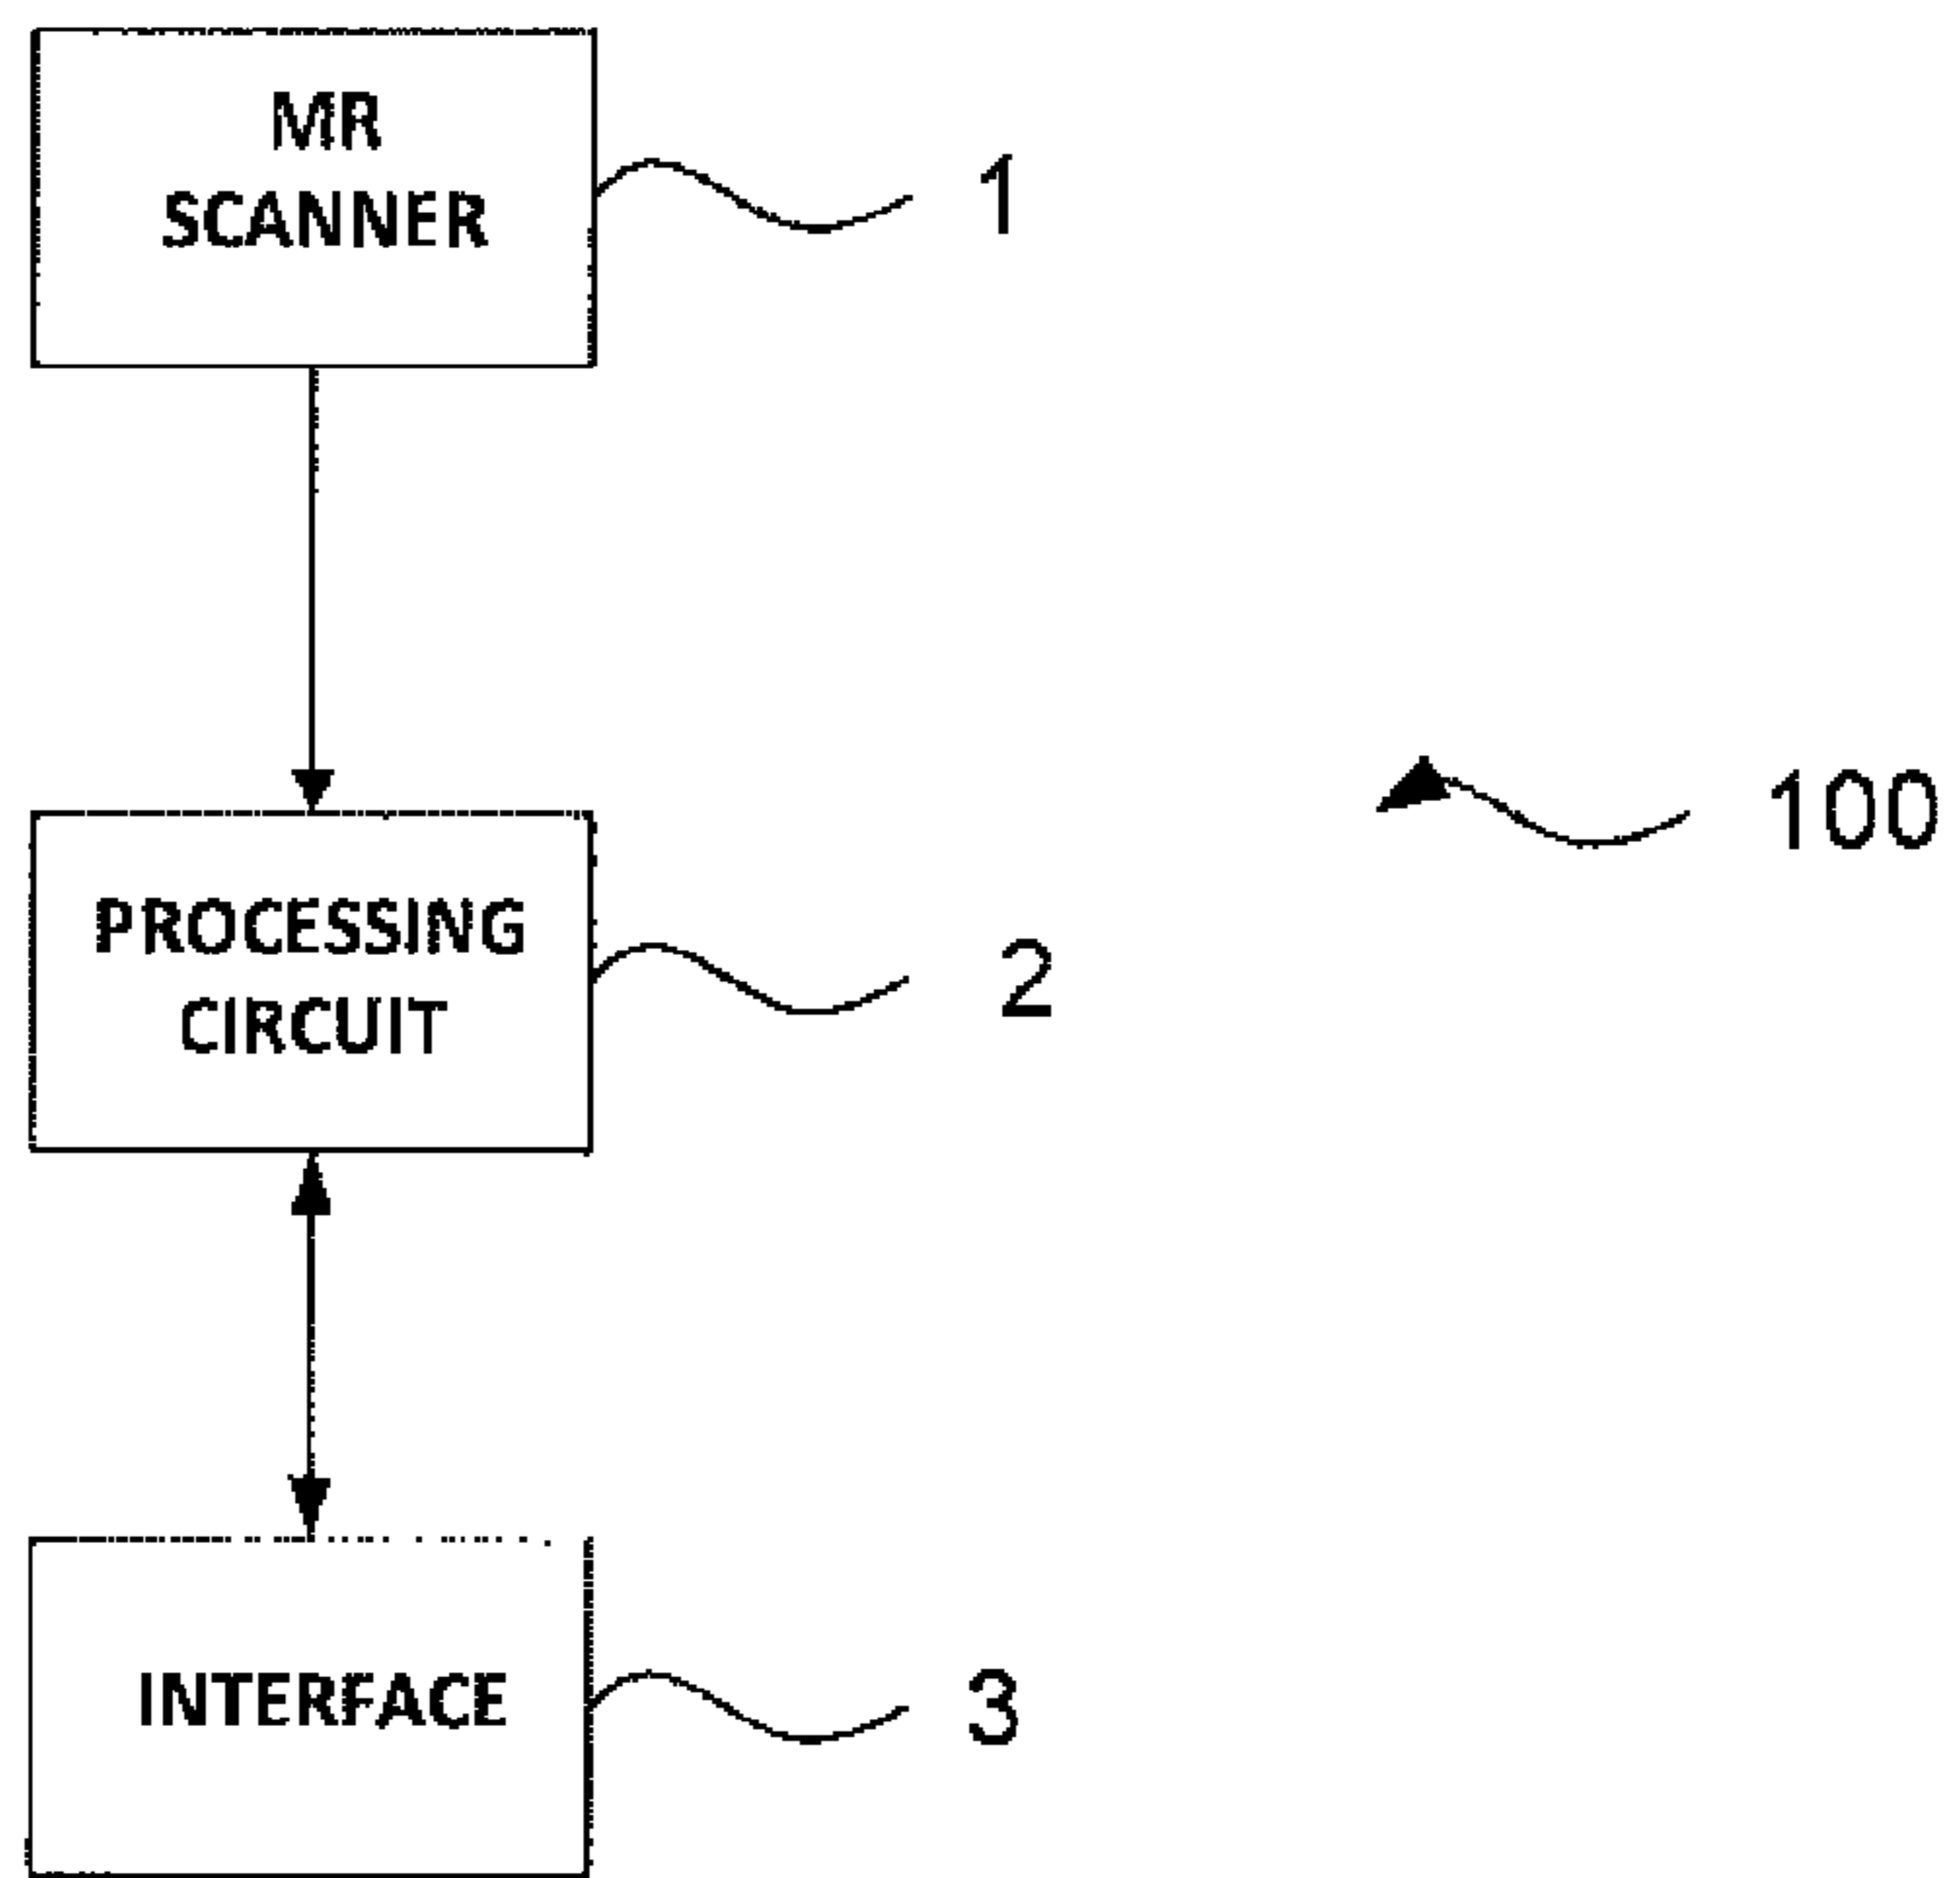 MR
SCANNER
1
100
PROCESSING
CIRCUIT
2
INTERFACE
3